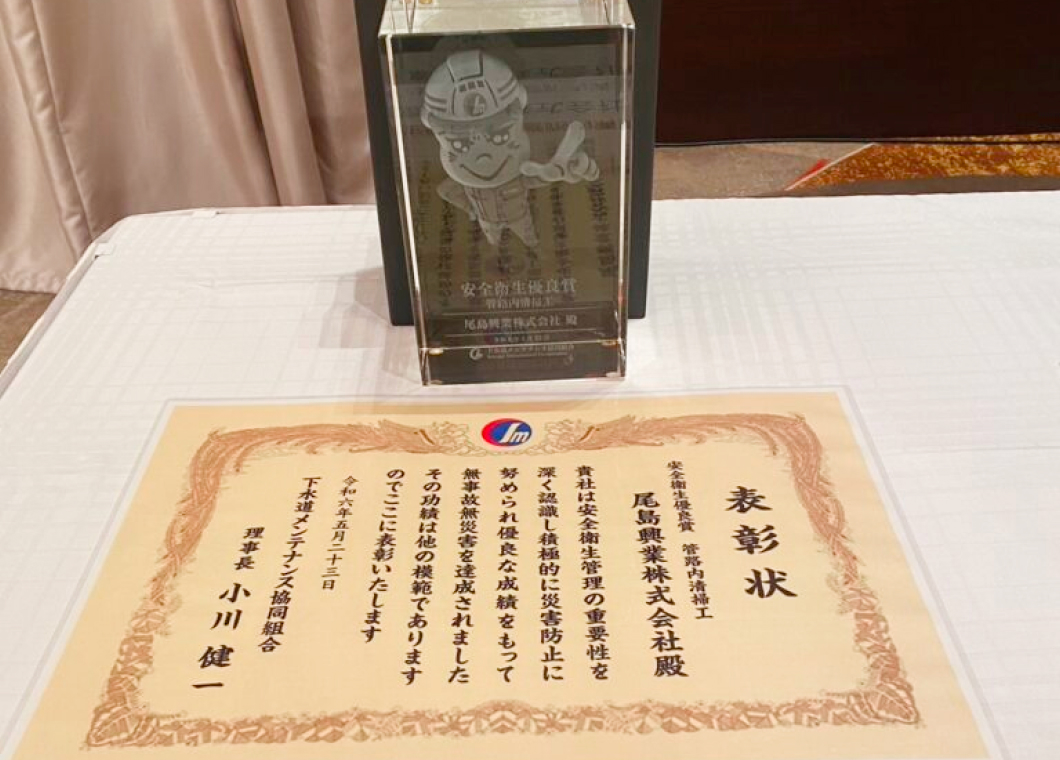 安全衛生優良賞
管路内清掃工
尾島興業株式会社 殿
表彰状
安全衛生優良賞 管路内清掃工
尾島興業株式会社殿
貴社は安全衛生管理の重要性を
深く認識し積極的に災害防止に
努められ優良な成績をもって
無事故無災害を達成されました
その功績は他の模範であります
のでここに表彰いたします
令和六年五月二十三日
下水道メンテナンス協同組合
理事長 小川健一